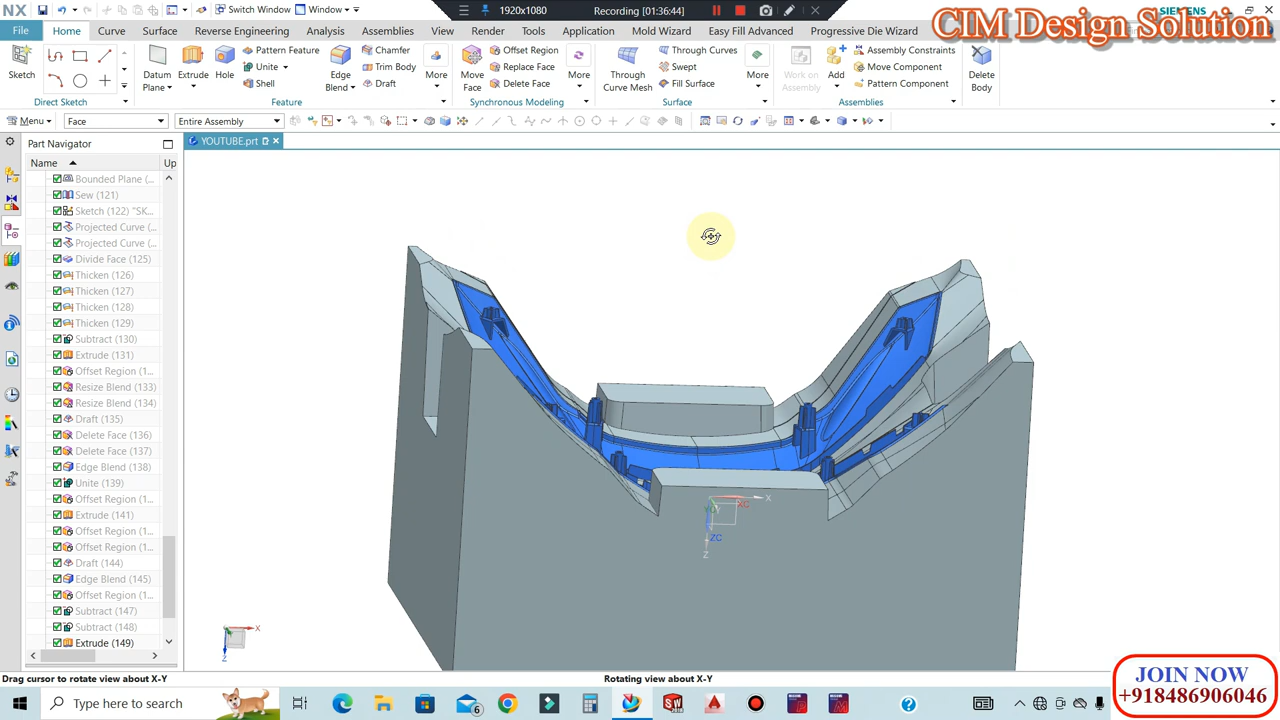 NX
Switch Window
Window
1920x1080
Recording [01:36:44]
SIEMENS
CIM Design Solution
File
Home
Curve
Surface
Reverse Engineering
Analysis
Assemblies
View
Render
Tools
Application
Mold Wizard
Easy Fill Advanced
Progressive Die Wizard
Sketch
Direct Sketch
Datum Plane
Extrude
Hole
Pattern Feature
Unite
Shell
Edge Blend
Chamfer
Trim Body
Draft
More
Feature
Move Face
Offset Region
Replace Face
Delete Face
More
Synchronous Modeling
Through Curve Mesh
Through Curves
Swept
Fill Surface
More
Surface
Work on Assembly
Add
Assembly Constraints
Move Component
Pattern Component
Assemblies
Delete Body
Menu
Face
Entire Assembly
Part Navigator
YOUTUBE.prt
Name
Up
Bounded Plane (...
Sew (121)
Sketch (122) "SK...
Projected Curve (...
Projected Curve (...
Divide Face (125)
Thicken (126)
Thicken (127)
Thicken (128)
Thicken (129)
Subtract (130)
Extrude (131)
Offset Region (1...
Resize Blend (133)
Resize Blend (134)
Draft (135)
Delete Face (136)
Delete Face (137)
Edge Blend (138)
Unite (139)
Offset Region (1...
Extrude (141)
Offset Region (1...
Offset Region (1...
Draft (144)
Edge Blend (145)
Offset Region (1...
Subtract (147)
Subtract (148)
Extrude (149)
X
XC
ZC
Z
X
Z
Drag cursor to rotate view about X-Y
Rotating view about X-Y
JOIN NOW
+918486906046
Type here to search
6